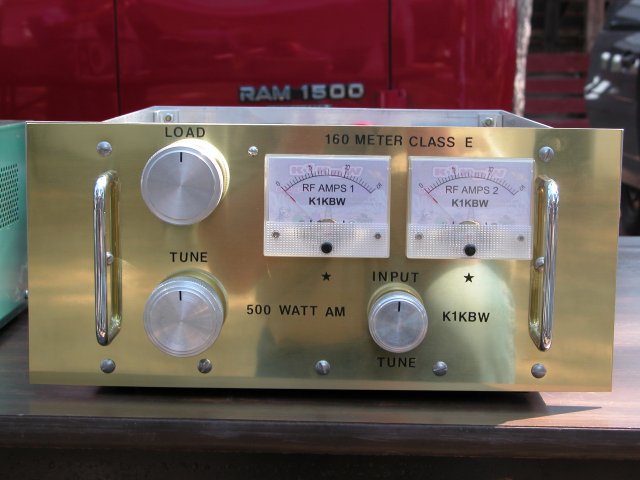 RAM 1500
LOAD
160 METER CLASS E
RF AMPS 1
K1KBW
RF AMPS 2
K1KBW
TUNE
INPUT
500 WATT AM
K1KBW
TUNE